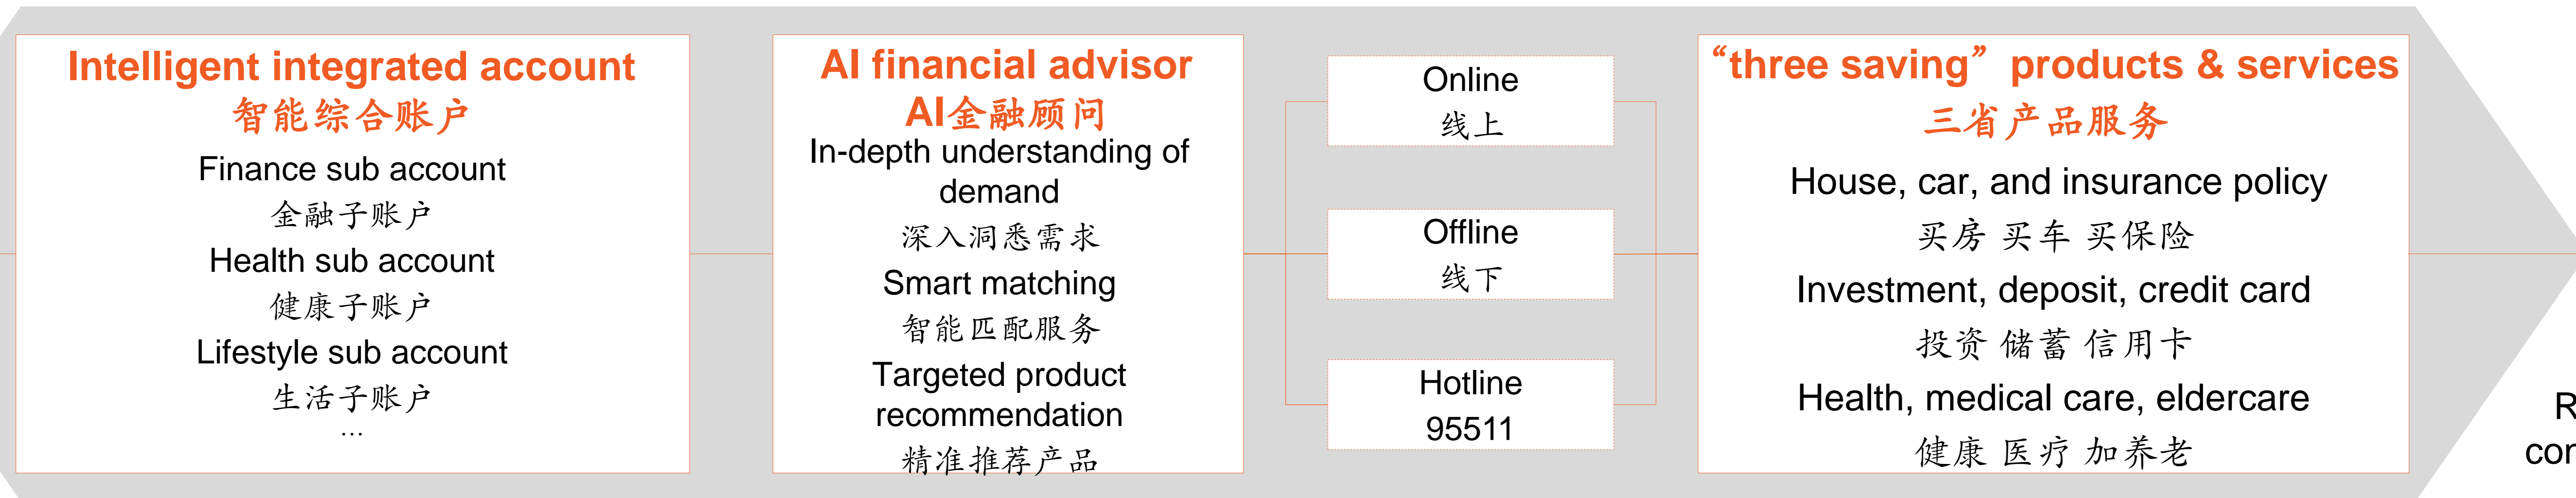 Intelligent integrated account
智能综合账户
Finance sub account
金融子账户
Health sub account
健康子账户
Lifestyle sub account
生活子账户
…
AI financial advisor
AI金融顾问
In-depth understanding of
demand
深入洞悉需求
Smart matching
智能匹配服务
Targeted product
recommendation
精准推荐产品
Online
线上
Offline
线下
Hotline
95511
“three saving” products & services
三省产品服务
House, car, and insurance policy
买房 买车 买保险
Investment, deposit, credit card
投资 储蓄 信用卡
Health, medical care, eldercare
健康 医疗 加养老